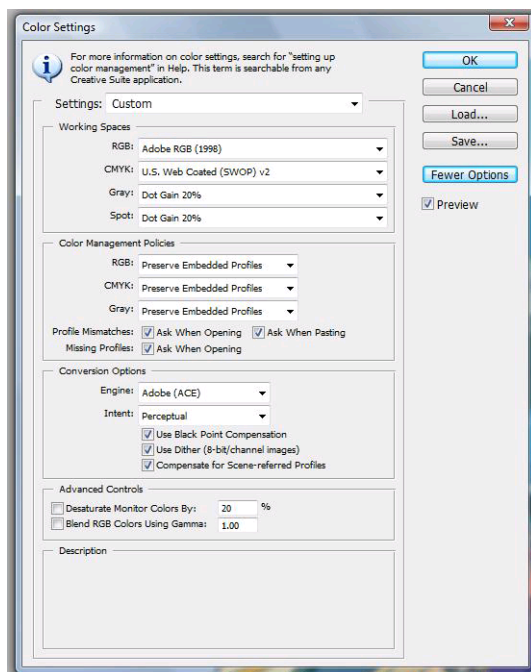 Color Settings
For more information on color settings, search for "setting up
color management" in Help. This term is searchable from any
Creative Suite application.
OK
Cancel
Load...
Save...
Fewer Options
Preview
Settings: Custom
Working Spaces
RGB: Adobe RGB (1998)
CMYK: U.S. Web Coated (SWOP) v2
Gray: Dot Gain 20%
Spot: Dot Gain 20%
Color Management Policies
RGB: Preserve Embedded Profiles
CMYK: Preserve Embedded Profiles
Gray: Preserve Embedded Profiles
Profile Mismatches: Ask When Opening Ask When Pasting
Missing Profiles: Ask When Opening
Conversion Options
Engine: Adobe (ACE)
Intent: Perceptual
Use Black Point Compensation
Use Dither (8-bit/channel images)
Compensate for Scene-referred Profiles
Advanced Controls
Desaturate Monitor Colors By: 20 %
Blend RGB Colors Using Gamma: 1.00
Description